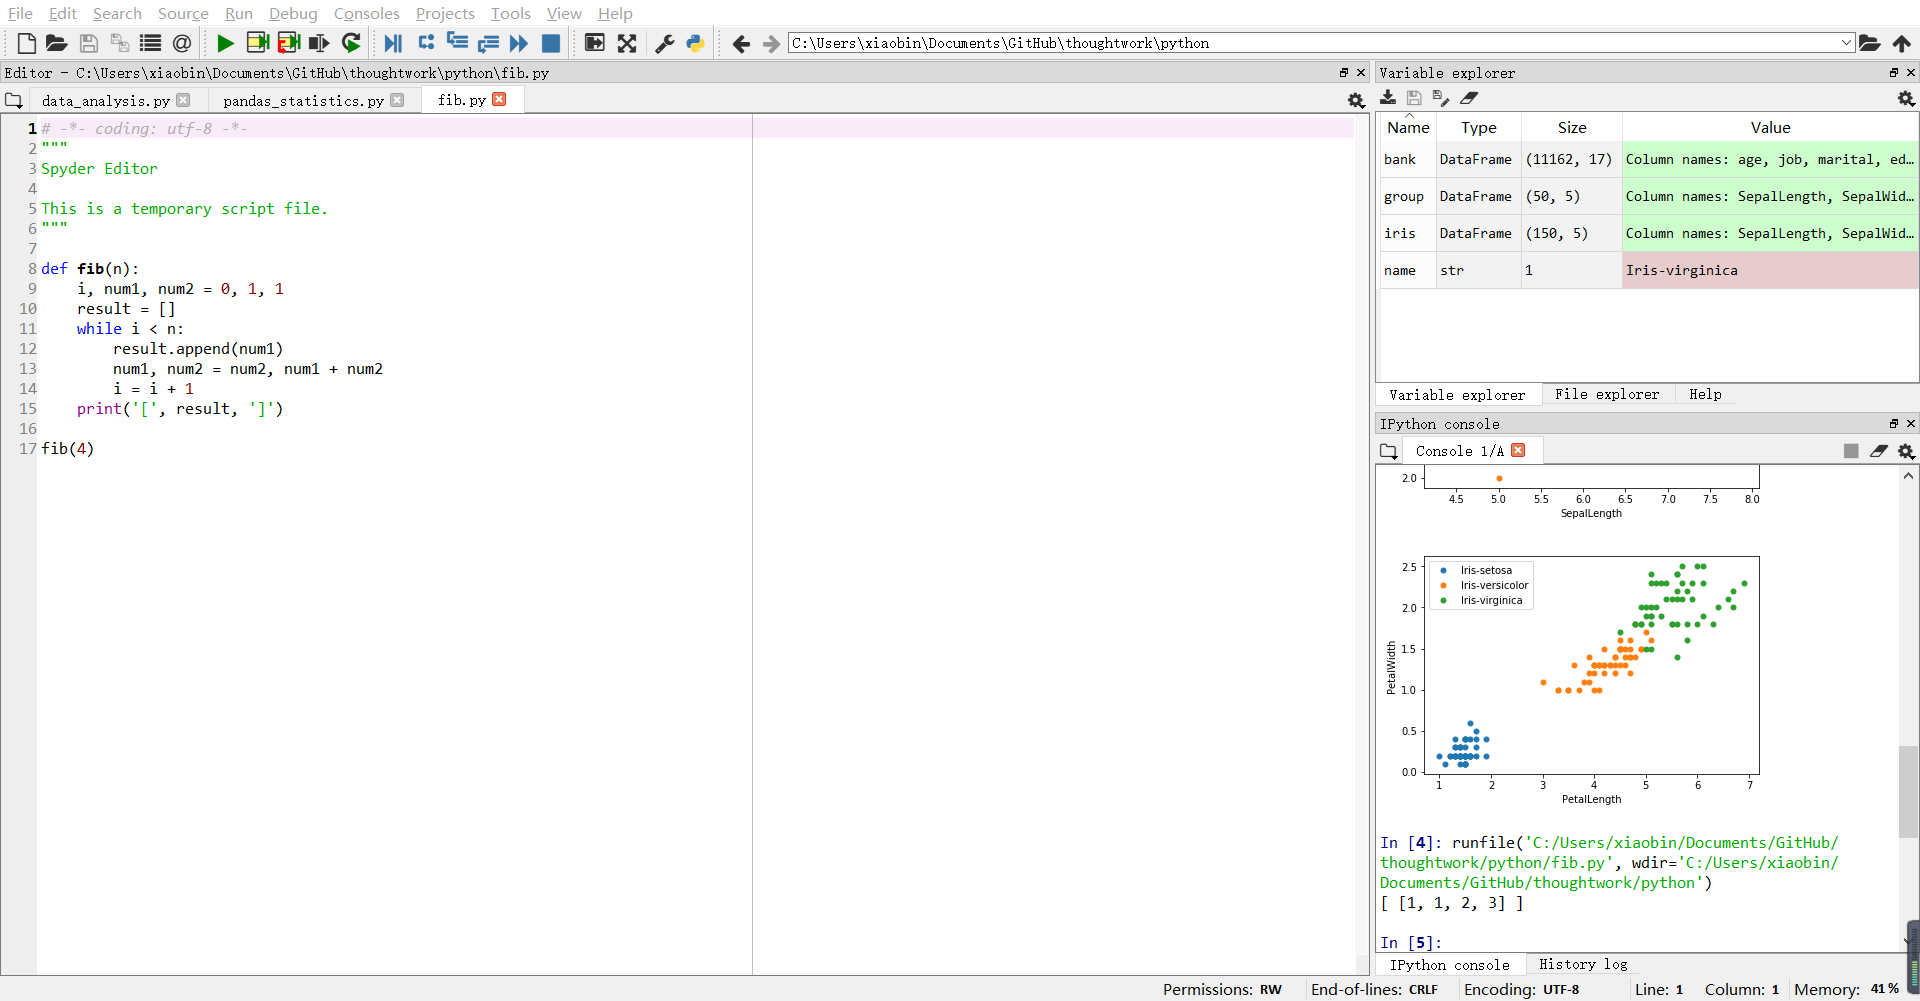 File Edit Search Source Run Debug Consoles Projects Tools View Help
C:\Users\xiaobin\Documents\GitHub\thoughtwork\python
Editor - C:\Users\xiaobin\Documents\GitHub\thoughtwork\python\fib.py
data_analysis.py pandas_statistics.py fib.py
1 # -*- coding: utf-8 -*-
2 """
3 Spyder Editor
4
5 This is a temporary script file.
6 """
7
8 def fib(n):
9     i, num1, num2 = 0, 1, 1
10     result = []
11     while i < n:
12         result.append(num1)
13         num1, num2 = num2, num1 + num2
14         i = i + 1
15     print('[', result, ']')
16
17 fib(4)
Variable explorer
Name Type Size Value
bank DataFrame (11162, 17) Column names: age, job, marital, ed...
group DataFrame (50, 5) Column names: SepalLength, SepalWid...
iris DataFrame (150, 5) Column names: SepalLength, SepalWid...
name str 1 Iris-virginica
Variable explorer File explorer Help
IPython console
Console 1/A
2.0
4.5 5.0 5.5 6.0 6.5 7.0 7.5 8.0
SepalLength
Iris-setosa
Iris-versicolor
Iris-virginica
2.5
2.0
1.5
1.0
0.5
0.0
PetalWidth
1 2 3 4 5 6 7
PetalLength
In [4]: runfile('C:/Users/xiaobin/Documents/GitHub/
thoughtwork/python/fib.py', wdir='C:/Users/xiaobin/
Documents/GitHub/thoughtwork/python')
[ [1, 1, 2, 3] ]
In [5]:
IPython console History log
Permissions: RW End-of-lines: CRLF Encoding: UTF-8 Line: 1 Column: 1 Memory: 41 %